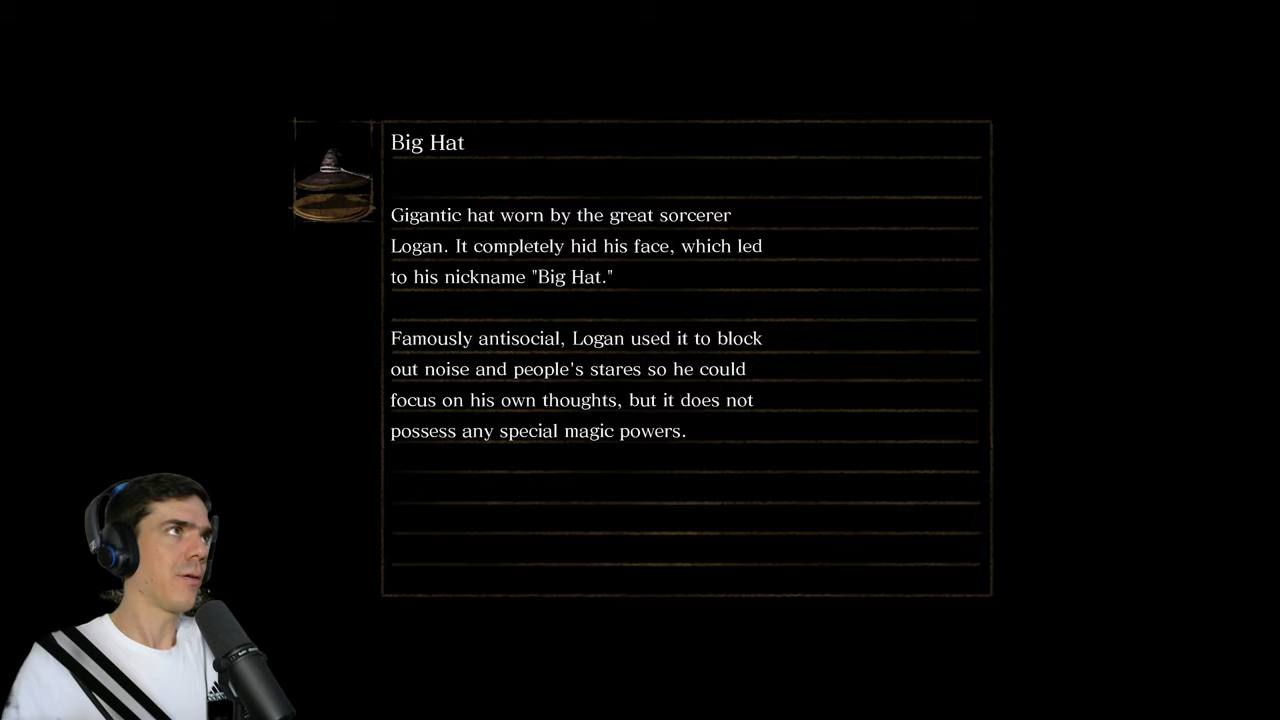 Big Hat
Gigantic hat worn by the great sorcerer
Logan. It completely hid his face, which led
to his nickname "Big Hat."
Famously antisocial, Logan used it to block
out noise and people's stares so he could
focus on his own thoughts, but it does not
possess any special magic powers.